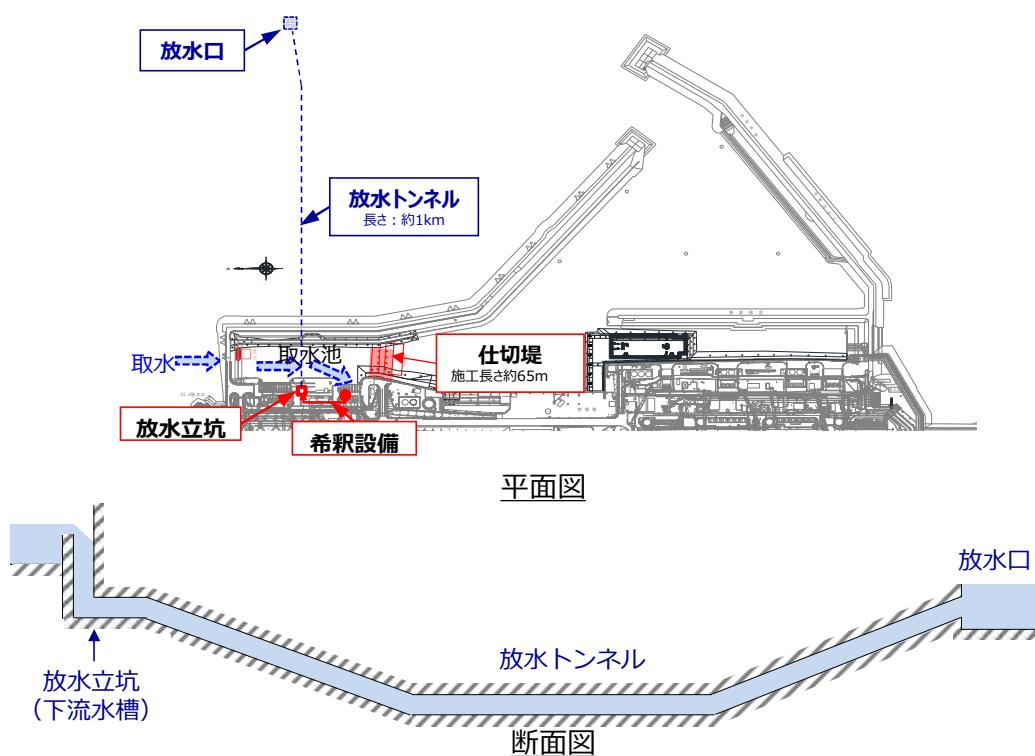 放水口
放水トンネル
長さ：約1km
取水
取水池
仕切堤
施工長さ約65m
放水立坑
希釈設備
平面図
放水口
放水トンネル
放水立坑
（下流水槽）
断面図